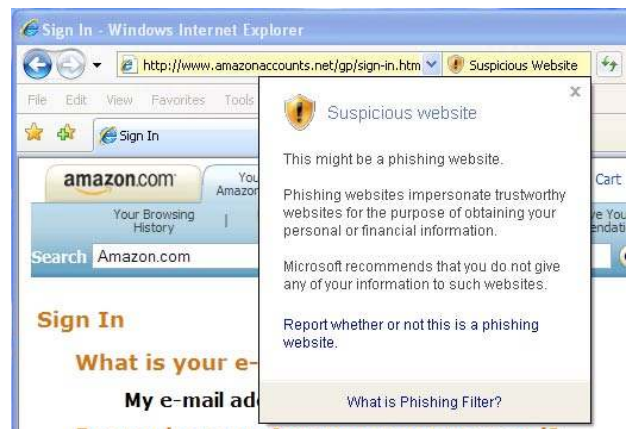 Sign In - Windows Internet Explorer
http://www.amazonaccounts.net/gp/sign-in.htm Suspicious Website
File Edit View Favorites Tools
Sign In
Suspicious website
This might be a phishing website.
Phishing websites impersonate trustworthy
websites for the purpose of obtaining your
personal or financial information.
Microsoft recommends that you do not give
any of your information to such websites.
Report whether or not this is a phishing
website.
What is Phishing Filter?
amazon.com You Cart
Amazon
Your Browsing | e You
History endati
Search Amazon.com
Sign In
What is your e-
My e-mail add